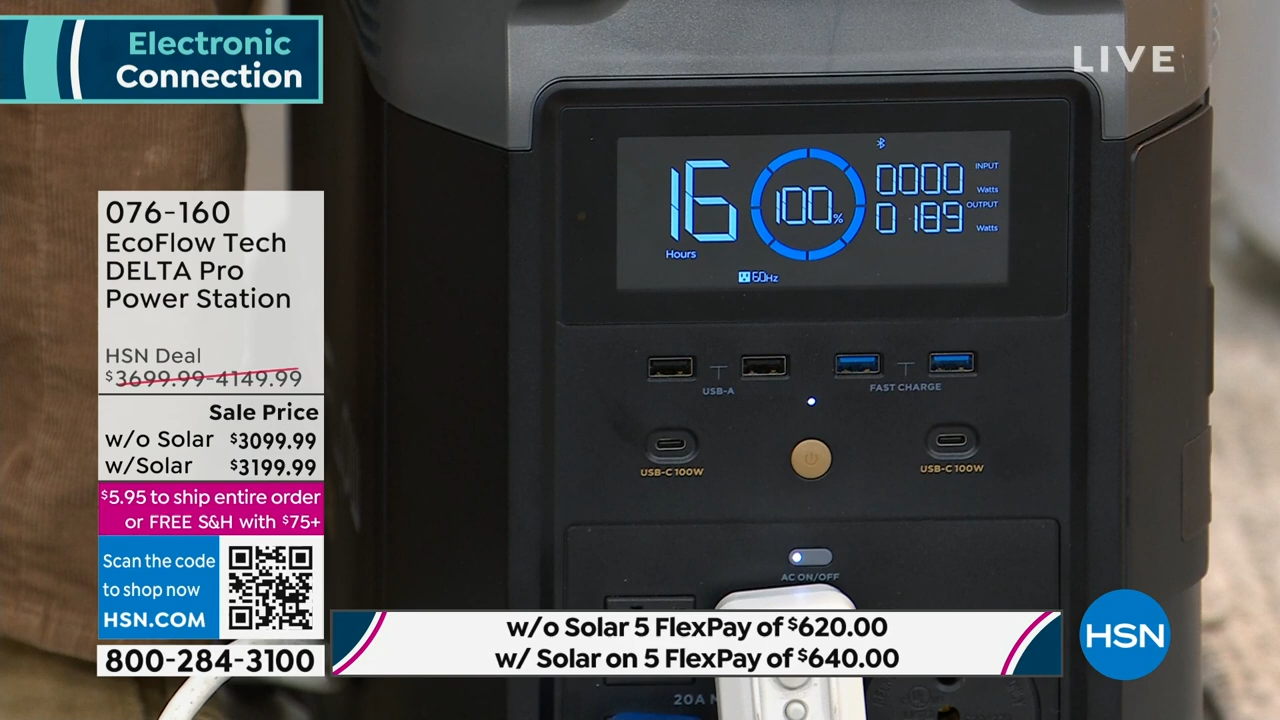 Electronic
Connection
LIVE
076-160
EcoFlow Tech
DELTA Pro
Power Station
HSN Deal
$3699.99-4149.99
Sale Price
w/o Solar $3099.99
w/Solar $3199.99
$5.95 to ship entire order
or FREE S&H with $75+
Scan the code
to shop now
HSN.COM
800-284-3100
16
Hours
100%
0000
INPUT
Watts
0189
OUTPUT
Watts
60Hz
USB-A
FAST CHARGE
USB-C 100W
USB-C 100W
AC ON/OFF
20A
w/o Solar 5 FlexPay of $620.00
w/ Solar on 5 FlexPay of $640.00
HSN